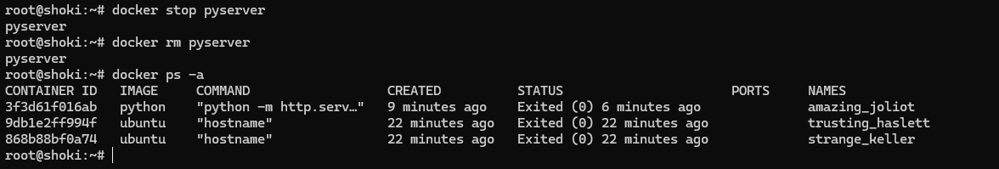 root@shoki:~# docker stop pyserver
pyserver
root@shoki:~# docker rm pyserver
pyserver
root@shoki:~# docker ps -a
CONTAINER ID   IMAGE     COMMAND                  CREATED          STATUS                      PORTS     NAMES
3f3d61f016ab   python    "python -m http.serv…"   9 minutes ago    Exited (0) 6 minutes ago              amazing_joliot
9db1e2ff994f   ubuntu    "hostname"               22 minutes ago   Exited (0) 22 minutes ago             trusting_haslett
868b88bf0a74   ubuntu    "hostname"               22 minutes ago   Exited (0) 22 minutes ago             strange_keller
root@shoki:~#